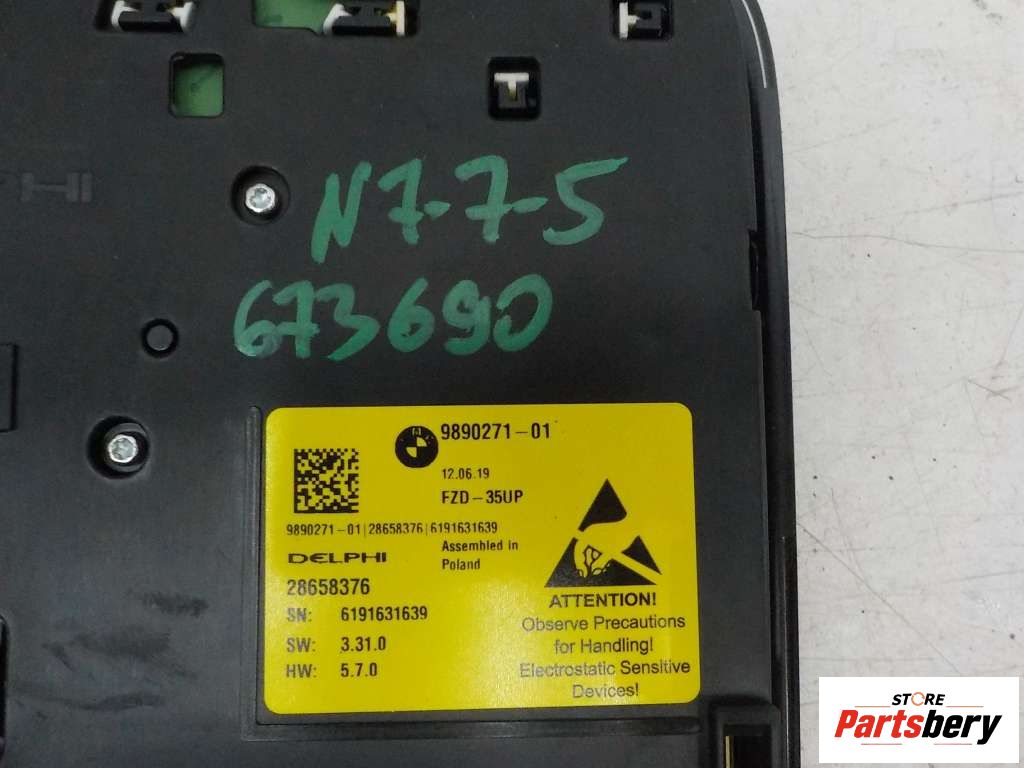 N7-7-5
673690
9890271-01
12.06.19
FZD-35UP
9890271-01|28658376|6191631639
DELPHI
Assembled in
Poland
28658376
SN: 6191631639
SW: 3.31.0
HW: 5.7.0
ATTENTION!
Observe Precautions
for Handling!
Electrostatic Sensitive
Devices!
STORE
Partsbery